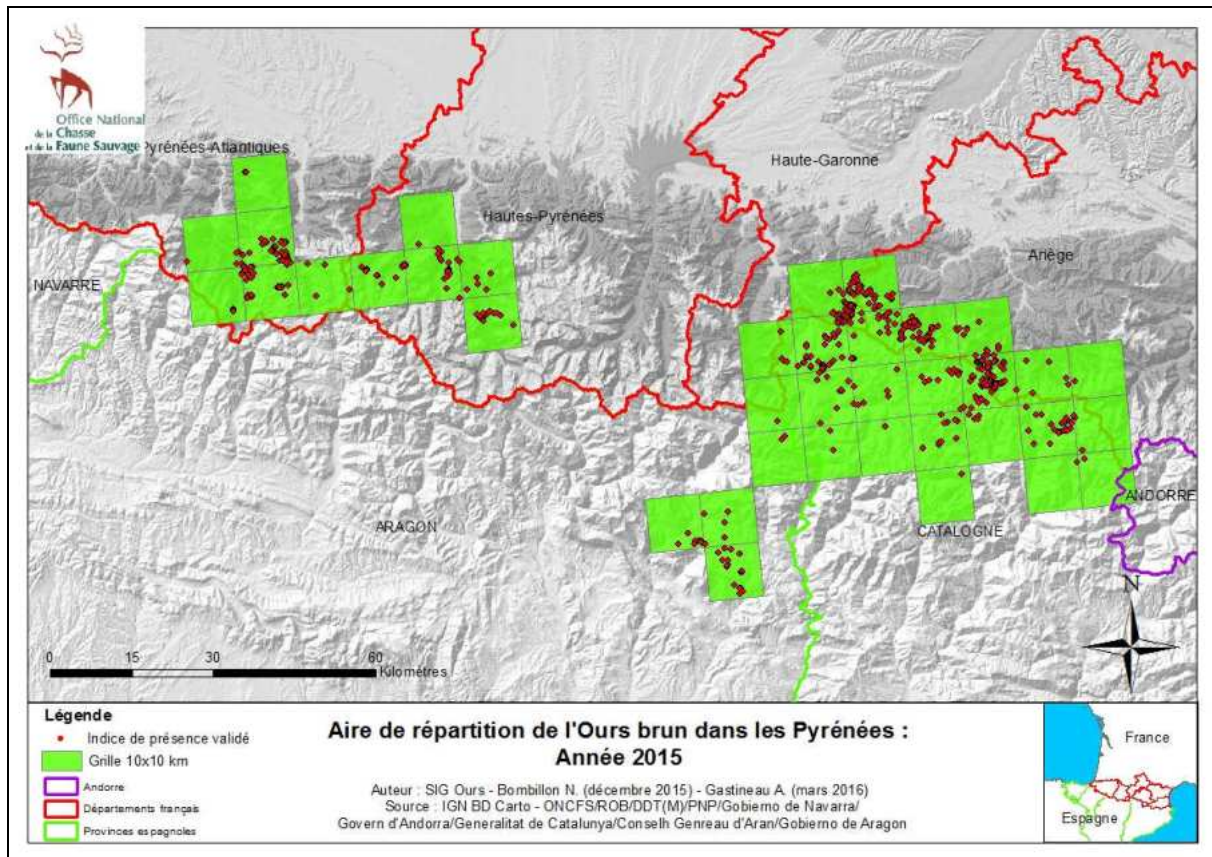 Office National
de la Chasse
et de la Faune Sauvage
Pyrénées-Atlantiques
Haute-Garonne
Hautes-Pyrénées
Ariège
NAVARRE
ARAGON
CATALOGNE
ANDORRE
N
0 15 30 60
Kilomètres
Légende
Indice de présence validé
Grille 10x10 km
Andorre
Départements français
Provinces espagnoles
Aire de répartition de l'Ours brun dans les Pyrénées :
Année 2015
Auteur : SIG Ours - Bombillon N. (décembre 2015) - Gastineau A. (mars 2016)
Source : IGN BD Carto - ONCFS/ROB/DDT(M)/PNP/Gobierno de Navarra/
Govern d'Andorra/Generalitat de Catalunya/Conselh Genreau d'Aran/Gobierno de Aragon
France
Espagne